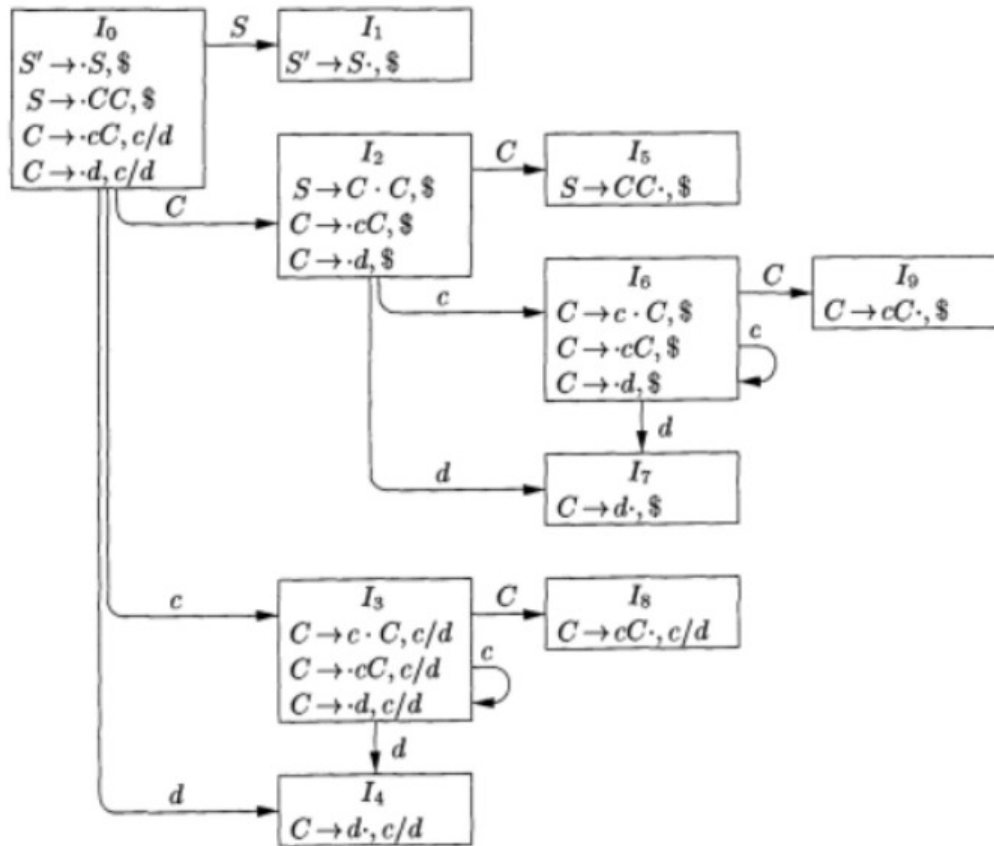 I₀
S' → ·S, $
S → ·CC, $
C → ·cC, c/d
C → ·d, c/d
S
I₁
S' → S·, $
C
I₂
S → C · C, $
C → ·cC, $
C → ·d, $
C
I₅
S → CC·, $
c
I₆
C → c · C, $
C → ·cC, $
C → ·d, $
C
I₉
C → cC·, $
c
d
d
I₇
C → d·, $
c
I₃
C → c · C, c/d
C → ·cC, c/d
C → ·d, c/d
C
I₈
C → cC·, c/d
c
d
d
I₄
C → d·, c/d